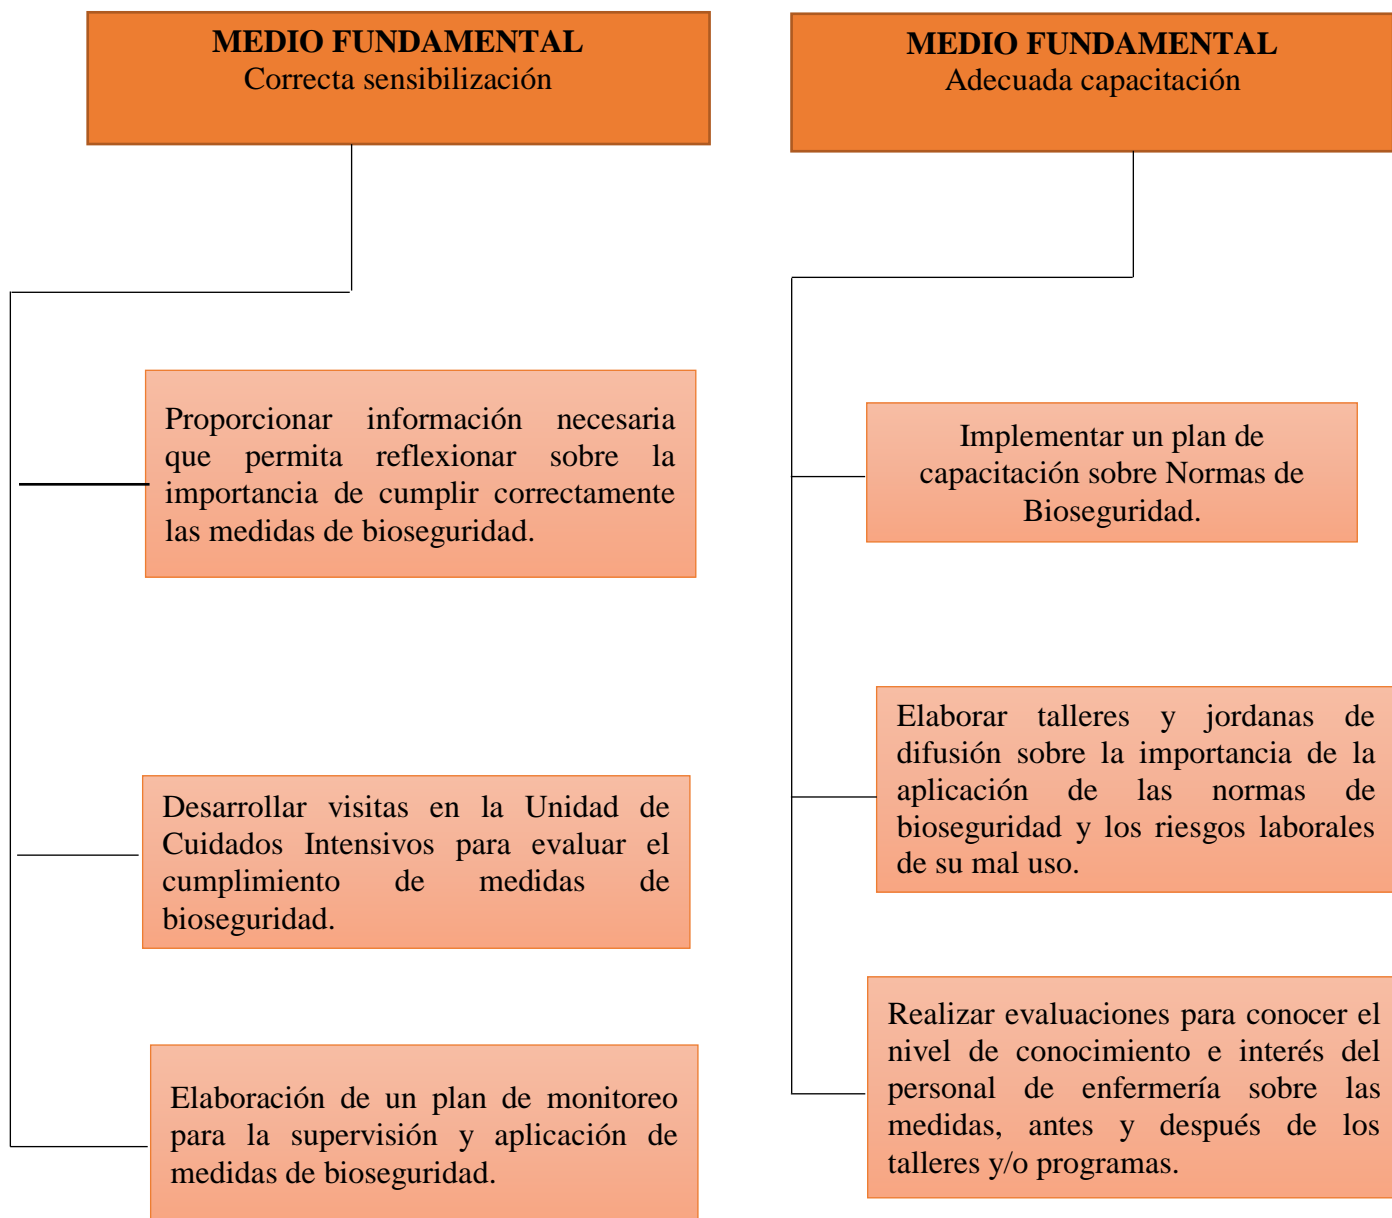 MEDIO FUNDAMENTAL
Correcta sensibilización
Proporcionar información necesaria
que permita reflexionar sobre la
importancia de cumplir correctamente
las medidas de bioseguridad.
Desarrollar visitas en la Unidad de
Cuidados Intensivos para evaluar el
cumplimiento de medidas de
bioseguridad.
Elaboración de un plan de monitoreo
para la supervisión y aplicación de
medidas de bioseguridad.
MEDIO FUNDAMENTAL
Adecuada capacitación
Implementar un plan de
capacitación sobre Normas de
Bioseguridad.
Elaborar talleres y jordanas de
difusión sobre la importancia de la
aplicación de las normas de
bioseguridad y los riesgos laborales
de su mal uso.
Realizar evaluaciones para conocer el
nivel de conocimiento e interés del
personal de enfermería sobre las
medidas, antes y después de los
talleres y/o programas.